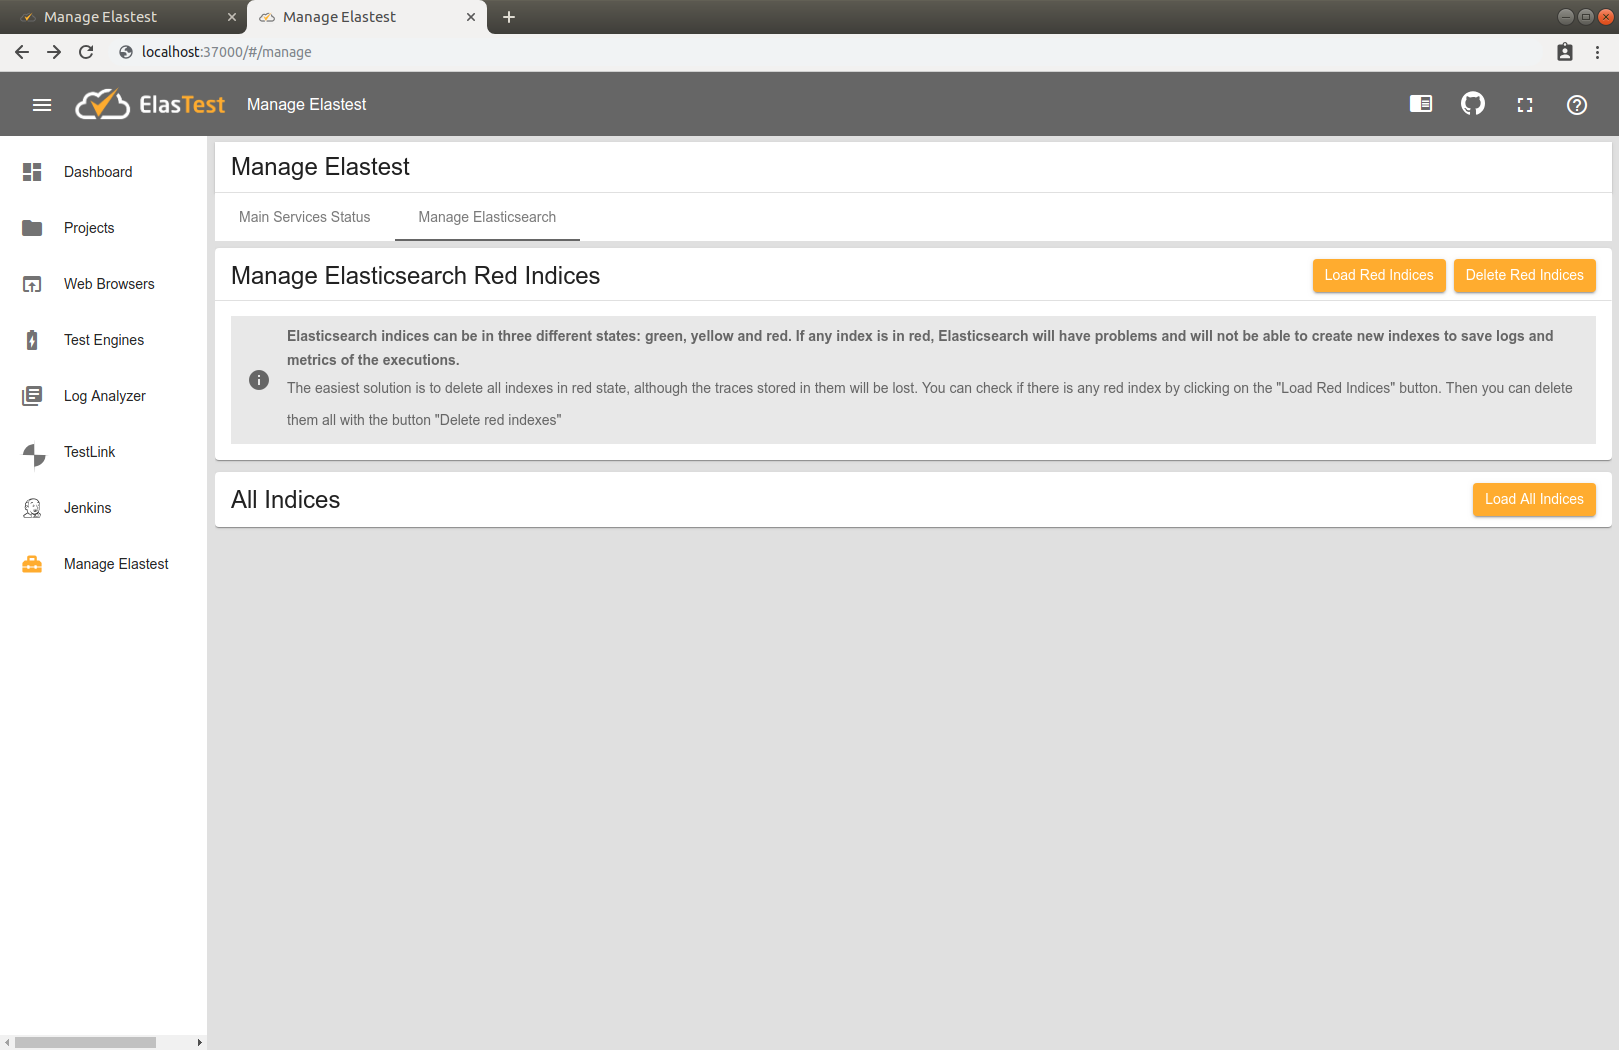 Manage Elastest
Manage Elastest
localhost:37000/#/manage
ElasTest Manage Elastest
Dashboard
Projects
Web Browsers
Test Engines
Log Analyzer
TestLink
Jenkins
Manage Elastest
Manage Elastest
Main Services Status Manage Elasticsearch
Manage Elasticsearch Red Indices
Load Red Indices Delete Red Indices
Elasticsearch indices can be in three different states: green, yellow and red. If any index is in red, Elasticsearch will have problems and will not be able to create new indexes to save logs and
metrics of the executions.
The easiest solution is to delete all indexes in red state, although the traces stored in them will be lost. You can check if there is any red index by clicking on the "Load Red Indices" button. Then you can delete
them all with the button "Delete red indexes"
All Indices
Load All Indices